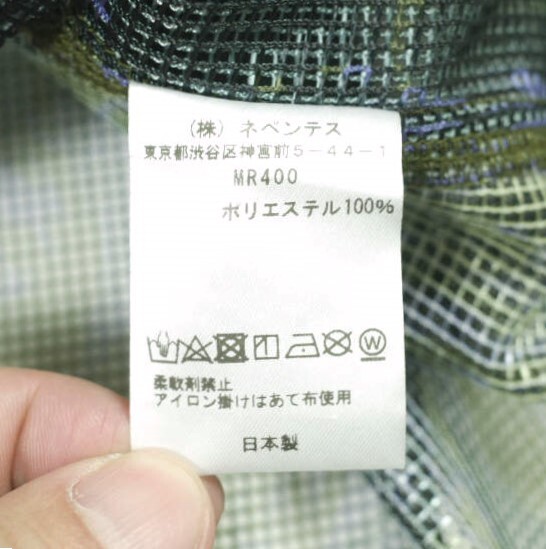 (株) ネペンテス
東京都渋谷区神宮前5-44-1
MR400
ポリエステル100%
W
柔軟剤禁止
アイロン掛けはあて布使用
日本製